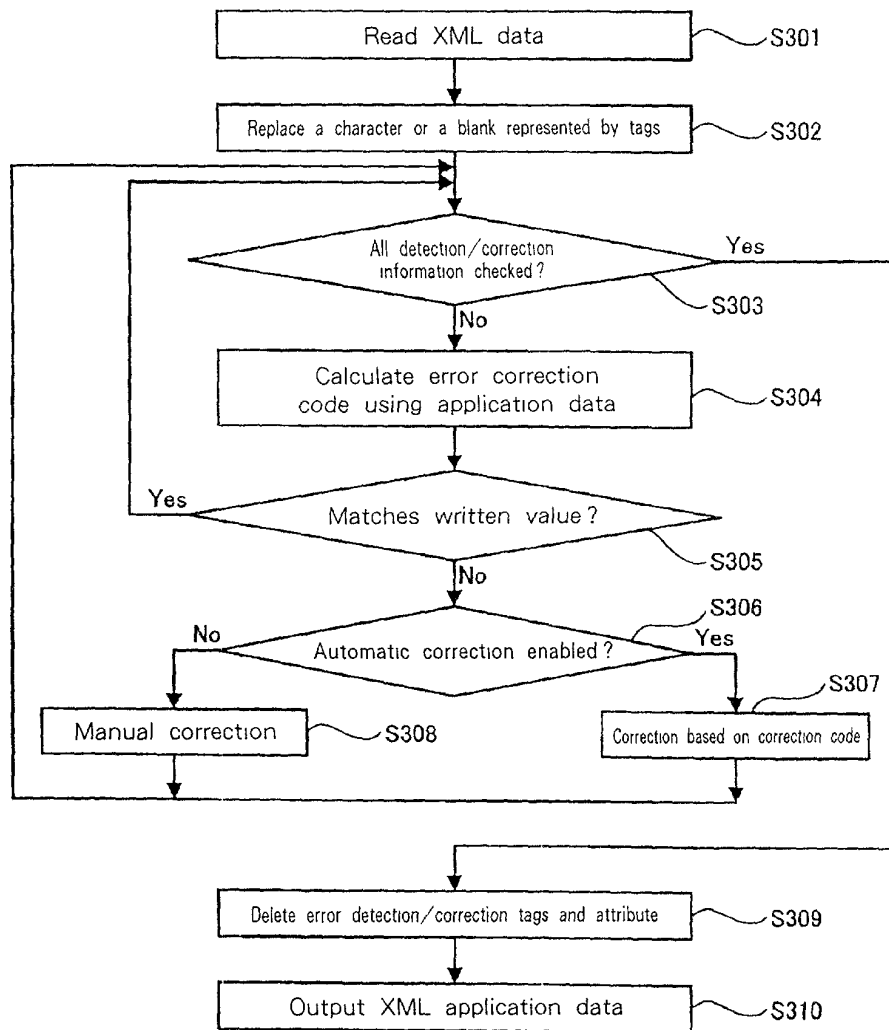 Read XML data
S301
Replace a character or a blank represented by tags
S302
All detection/correction
information checked?
Yes
S303
No
Calculate error correction
code using application data
S304
Yes
Matches written value?
S305
No
S306
No
Automatic correction enabled?
Yes
S307
Manual correction
S308
Correction based on correction code
Delete error detection/correction tags and attribute
S309
Output XML application data
S310